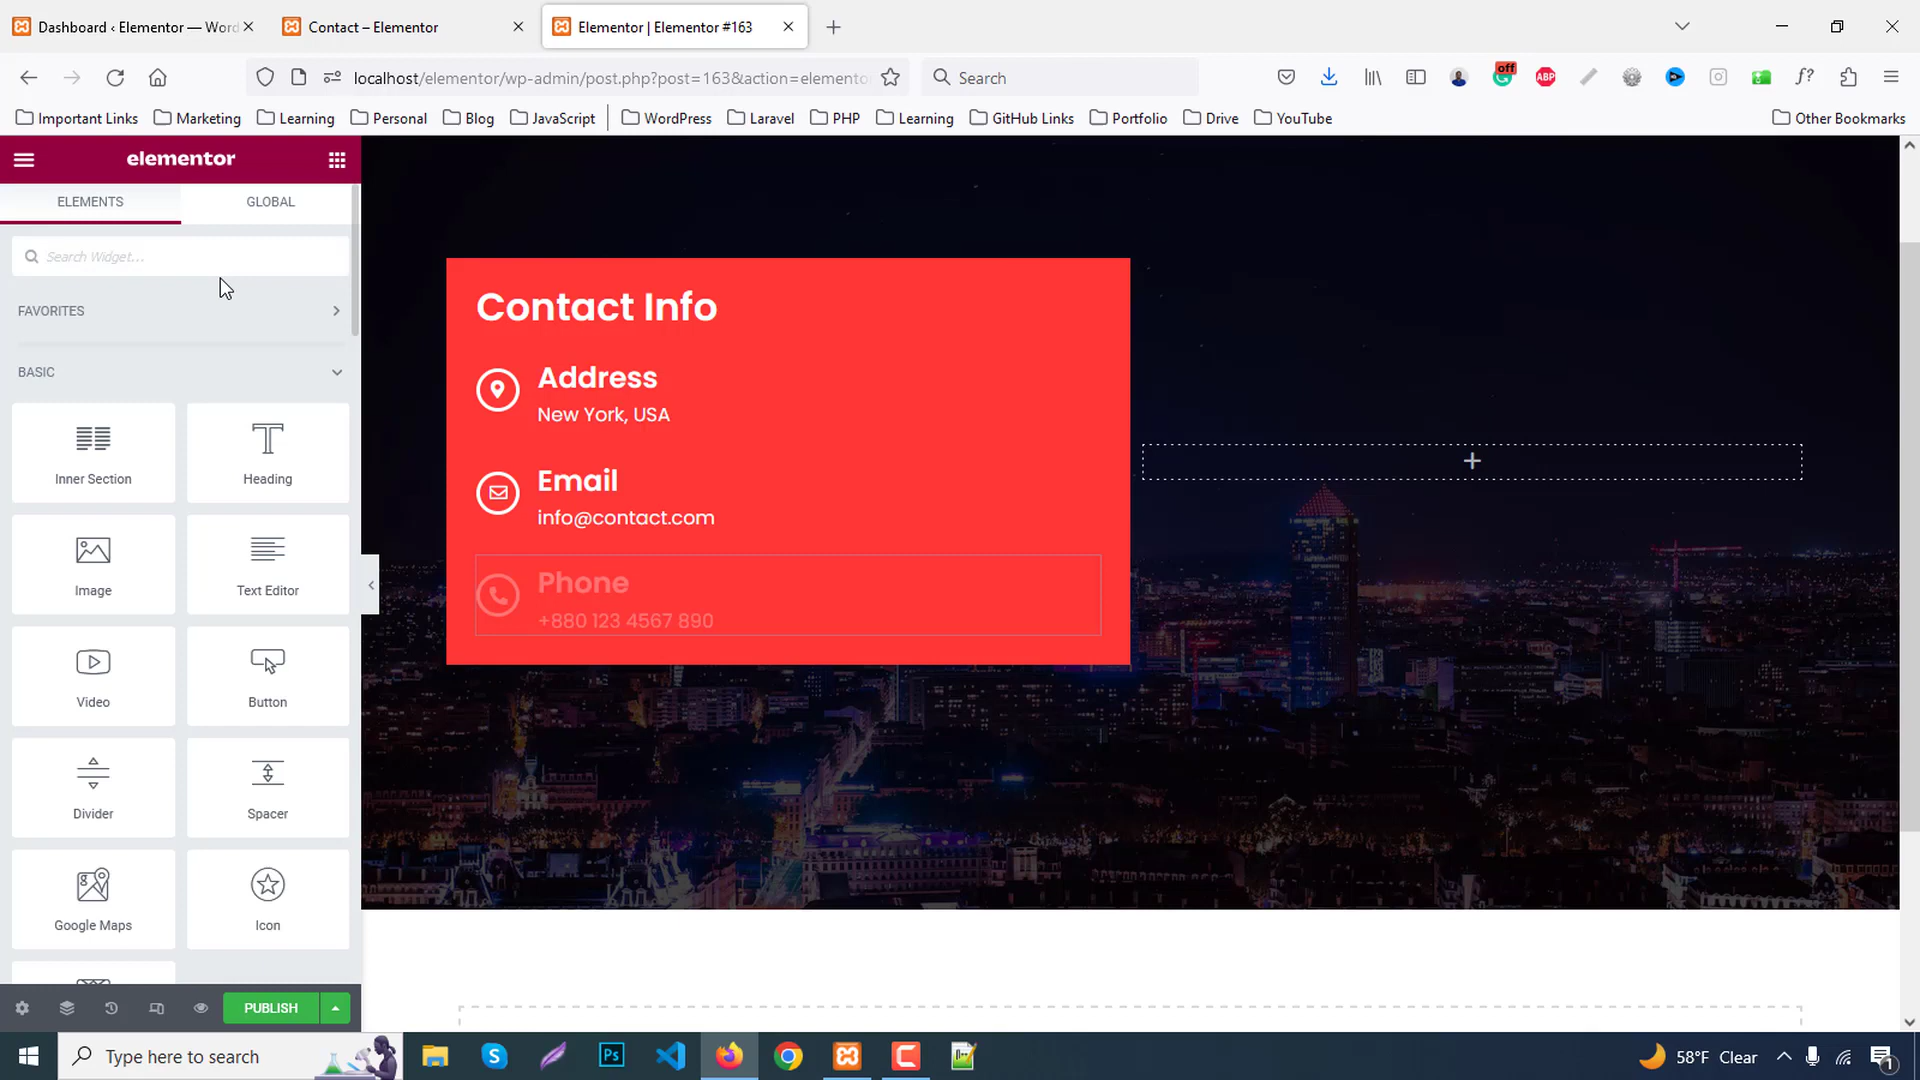 Dashboard ‹ Elementor — Word
Contact – Elementor
Elementor | Elementor #163
localhost/elementor/wp-admin/post.php?post=163&action=elemento
Search
off
ABP
f?
Important Links
Marketing
Learning
Personal
Blog
JavaScript
WordPress
Laravel
PHP
Learning
GitHub Links
Portfolio
Drive
YouTube
Other Bookmarks
elementor
ELEMENTS
GLOBAL
Search Widget...
FAVORITES
BASIC
Inner Section
Heading
Image
Text Editor
Video
Button
Divider
Spacer
Google Maps
Icon
PUBLISH
Contact Info
Address
New York, USA
Email
info@contact.com
Phone
+880 123 4567 890
Type here to search
Ps
58°F Clear
1